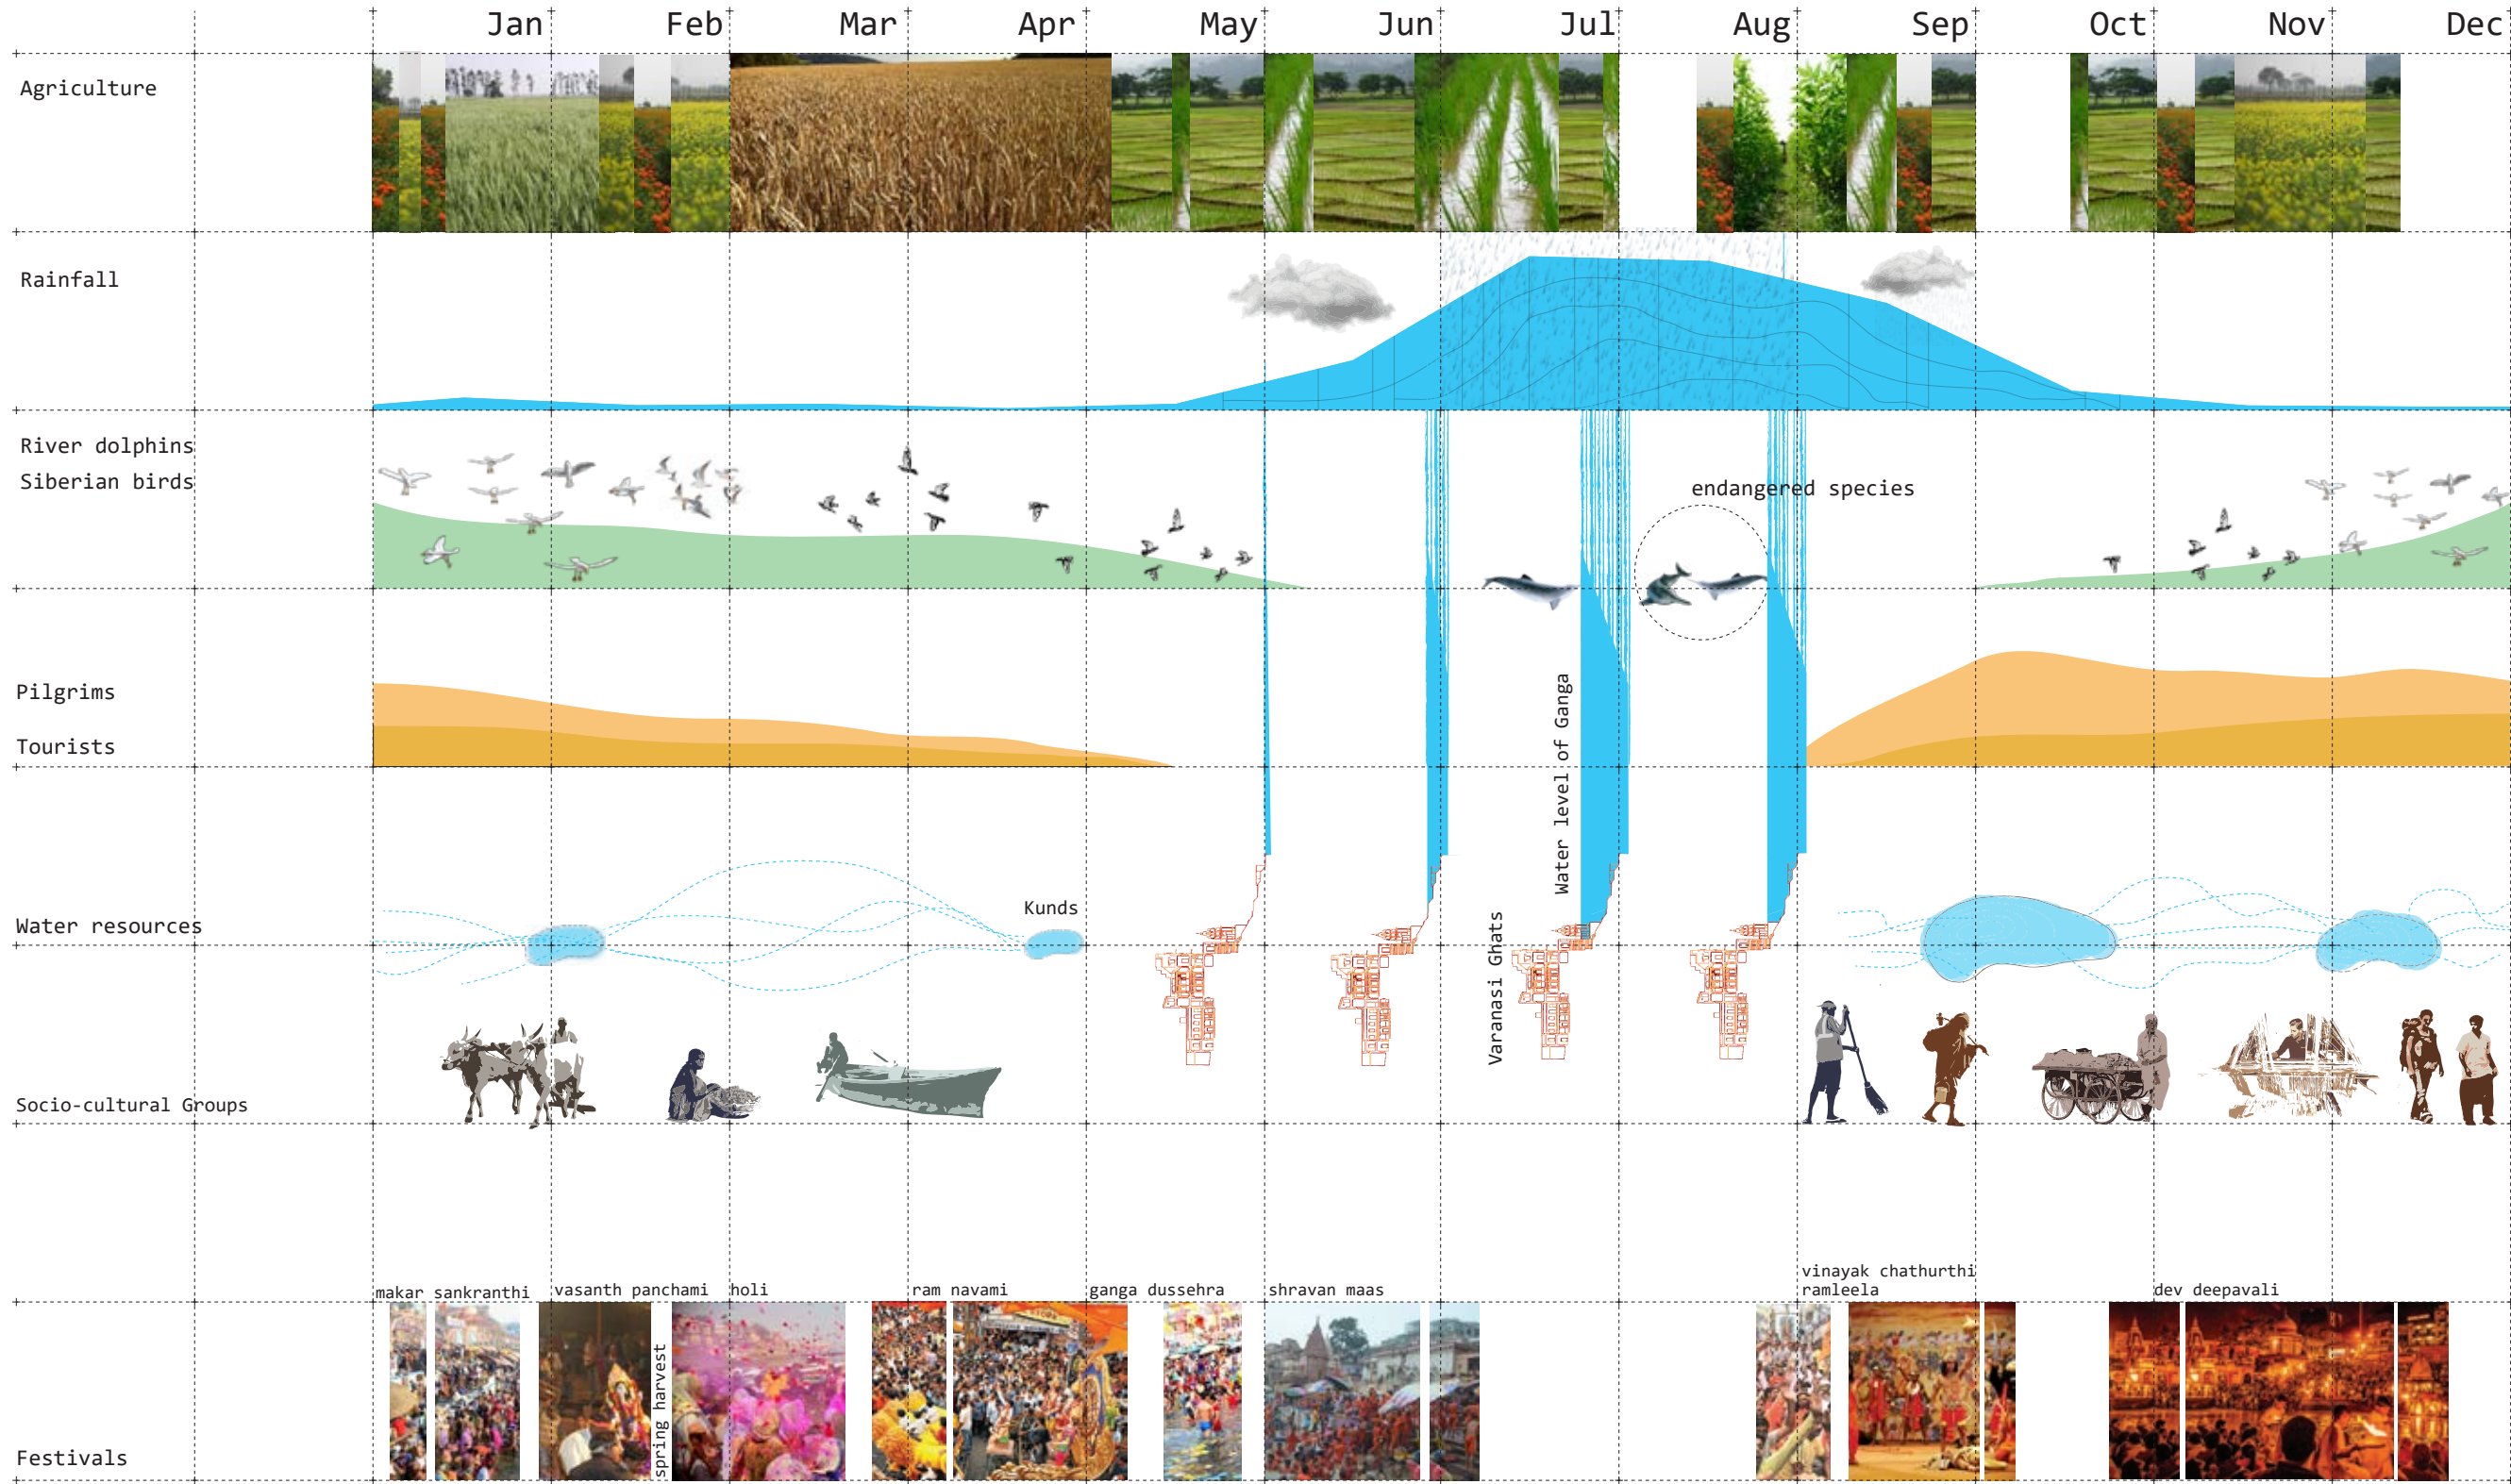 Jan Feb Mar Apr May Jun Jul Aug Sep Oct Nov Dec
Agriculture
Rainfall
River dolphins
Siberian birds
endangered species
Pilgrims
Tourists
Water level of Ganga
Water resources
Kunds
Varanasi Ghats
Socio-cultural Groups
makar sankranthi
vasanth panchami
holi
ram navami
ganga dussehra
shravan maas
vinayak chathurthi
ramleela
dev deepavali
spring harvest
Festivals